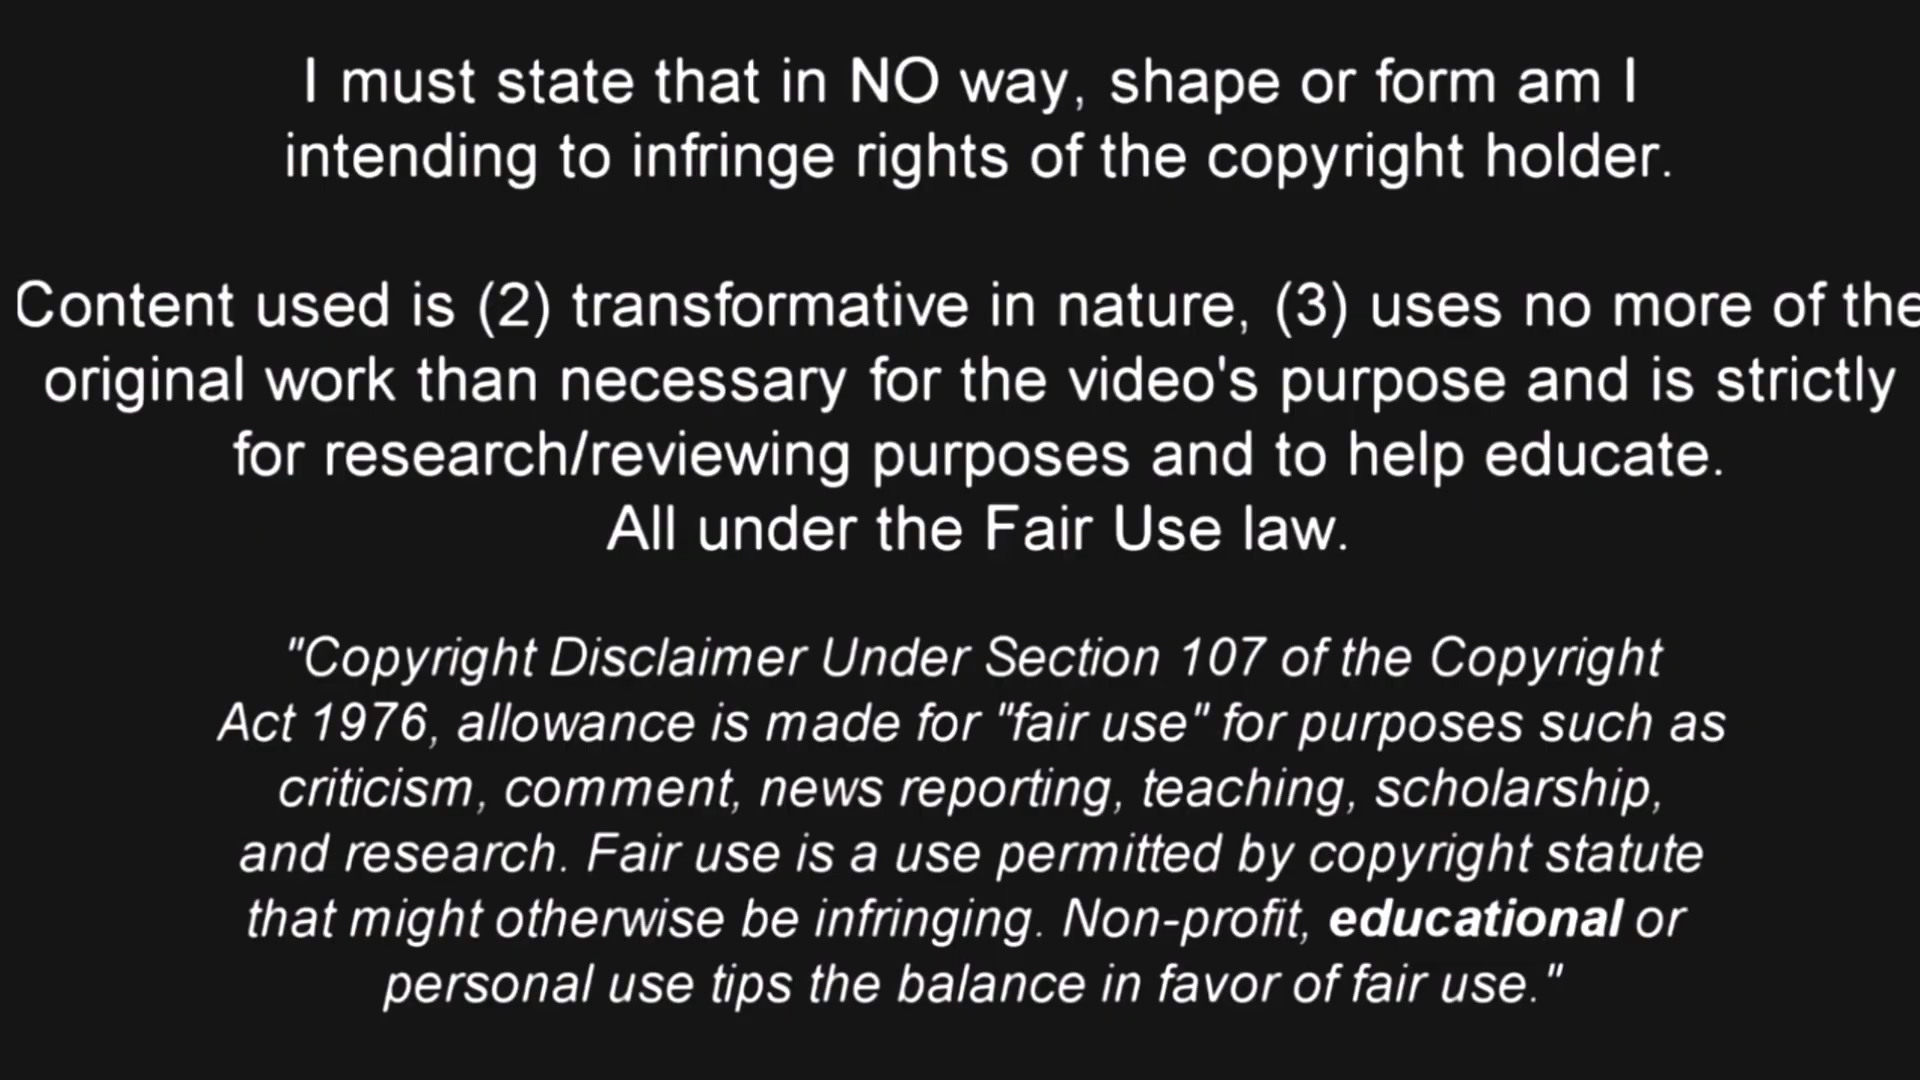 I must state that in NO way, shape or form am I
intending to infringe rights of the copyright holder.
Content used is (2) transformative in nature, (3) uses no more of the
original work than necessary for the video's purpose and is strictly
for research/reviewing purposes and to help educate.
All under the Fair Use law.
"Copyright Disclaimer Under Section 107 of the Copyright
Act 1976, allowance is made for "fair use" for purposes such as
criticism, comment, news reporting, teaching, scholarship,
and research. Fair use is a use permitted by copyright statute
that might otherwise be infringing. Non-profit, educational or
personal use tips the balance in favor of fair use."